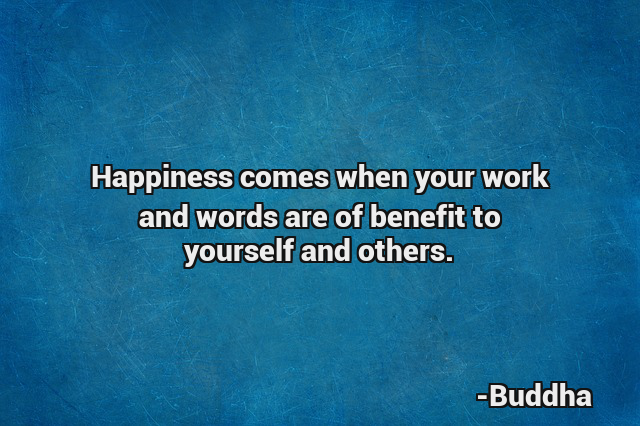 Happiness comes when your work
and words are of benefit to
yourself and others.
-Buddha